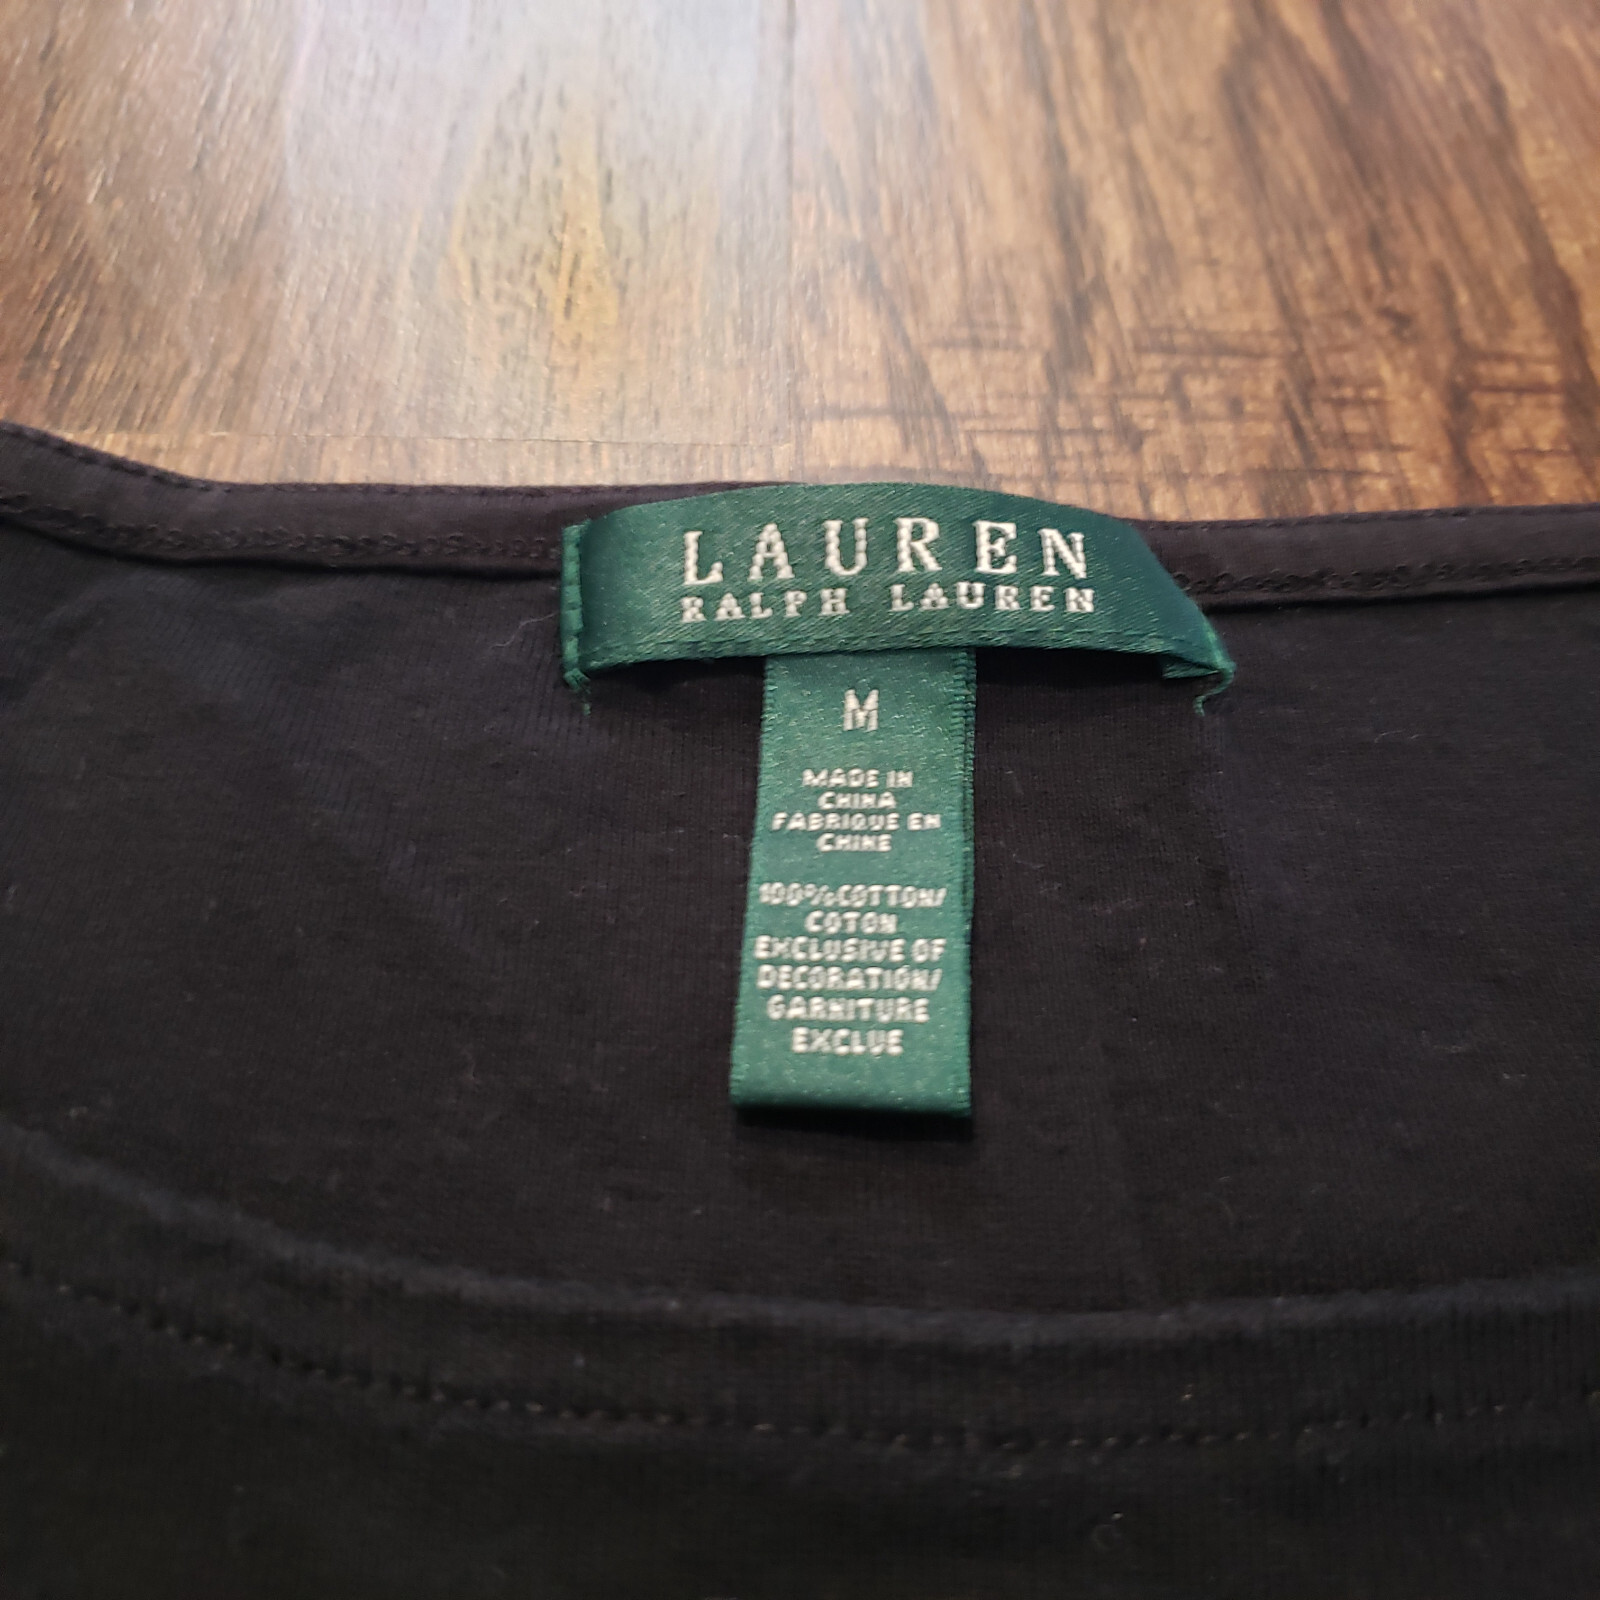 LAUREN
RALPH LAUREN
M
MADE IN
CHINA
FABRIQUE EN
CHINE
100%COTTON/
COTON
EXCLUSIVE OF
DECORATION/
GARNITURE
EXCLUE